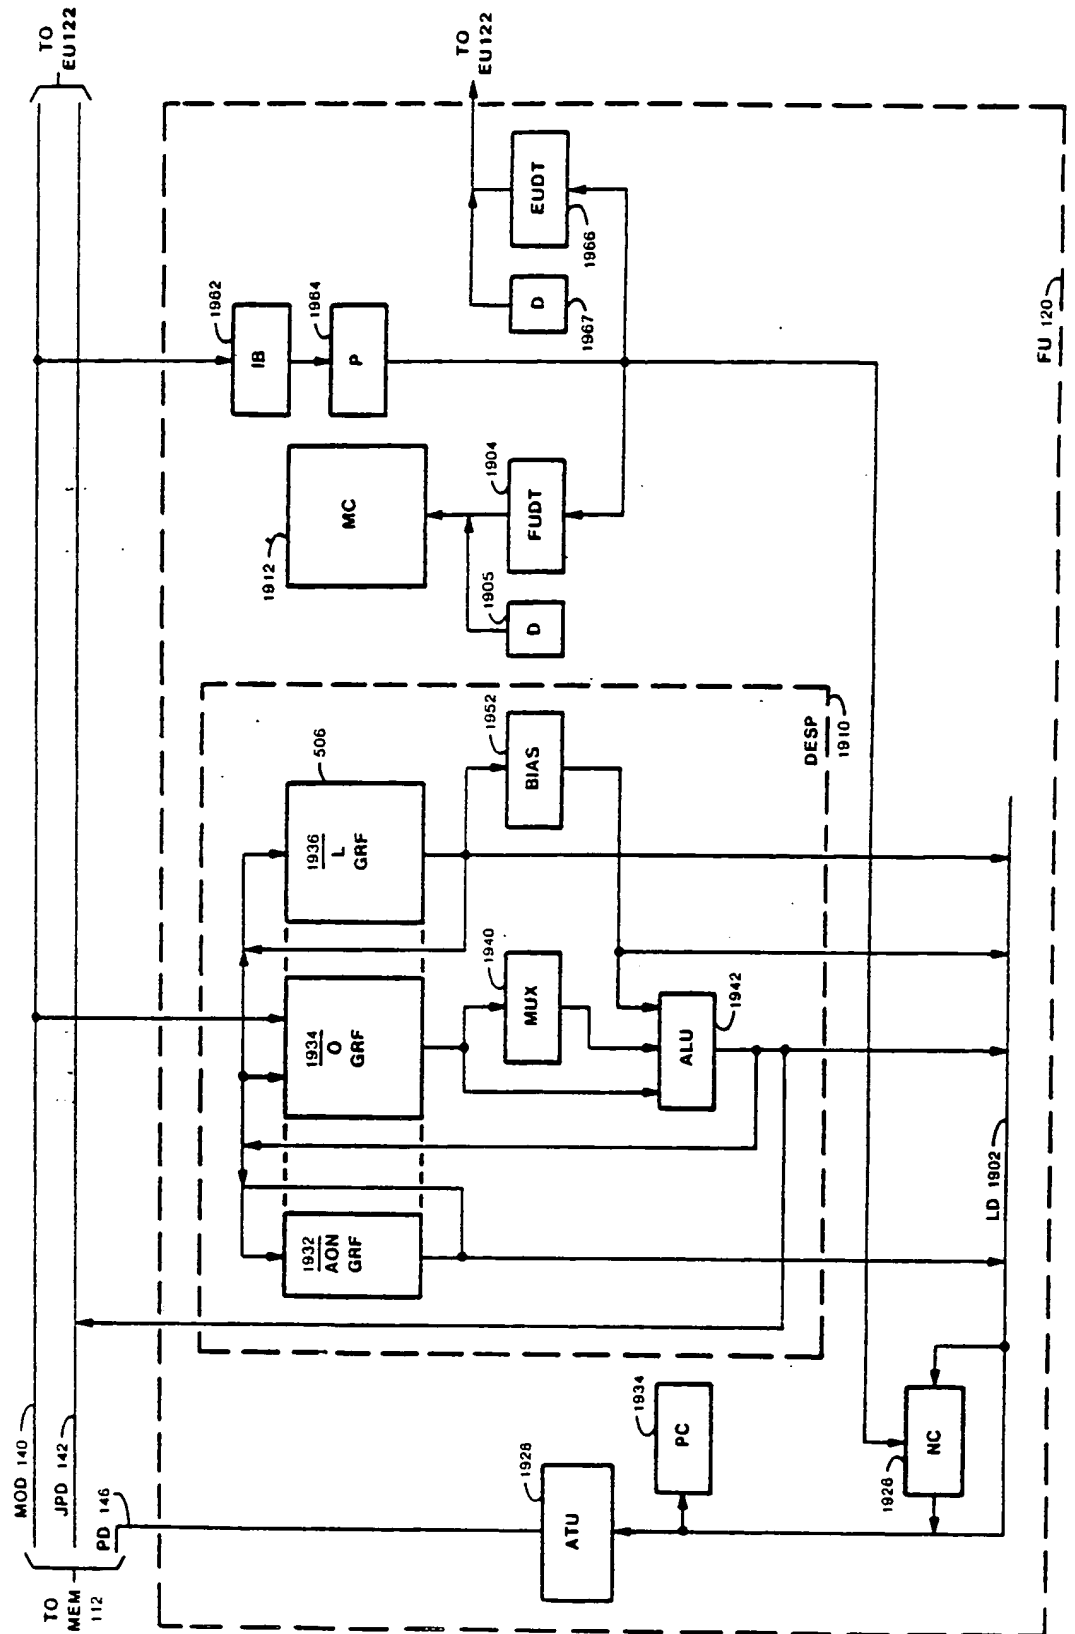 TO
MEM
112
MOD 140
JPD 142
PD 146
TO
EU122
TO
EU122
1962
IB
1964
P
EUDT
1966
D
1967
1912
MC
1904
FUDT
1905
D
DESP
1910
506
1936
L
GRF
1934
O
GRF
1932
AON
GRF
1952
BIAS
1940
MUX
1942
ALU
1934
PC
1928
ATU
1926
NC
LD 1902
FU 120